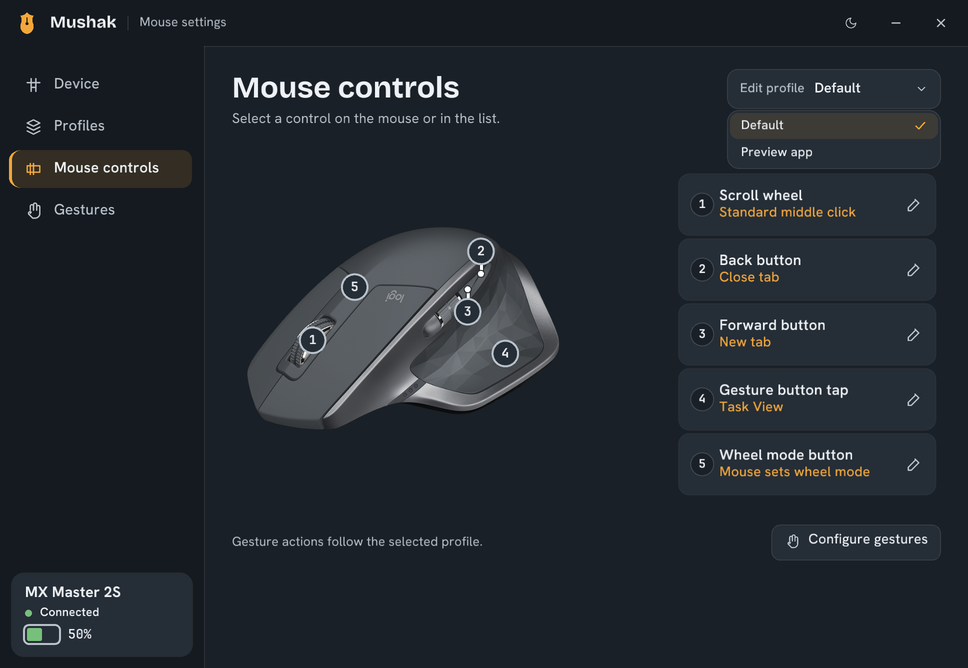 Mushak
Mouse settings
Device
Profiles
Mouse controls
Gestures
MX Master 2S
Connected
50%
Mouse controls
Select a control on the mouse or in the list.
Edit profile Default
Default
Preview app
2
5
logi
3
1
4
1 Scroll wheel
Standard middle click
2 Back button
Close tab
3 Forward button
New tab
4 Gesture button tap
Task View
5 Wheel mode button
Mouse sets wheel mode
Gesture actions follow the selected profile.
Configure gestures